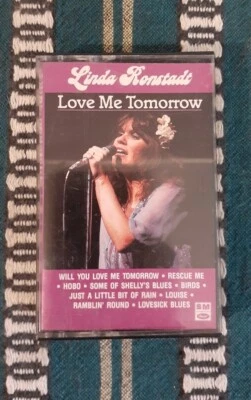 Linda Ronstadt
Love Me Tomorrow
WILL YOU LOVE ME TOMORROW • RESCUE ME
• HOBO • SOME OF SHELLY'S BLUES • BIRDS •
JUST A LITTLE BIT OF RAIN • LOUISE •
RAMBLIN' ROUND • LOVESICK BLUES